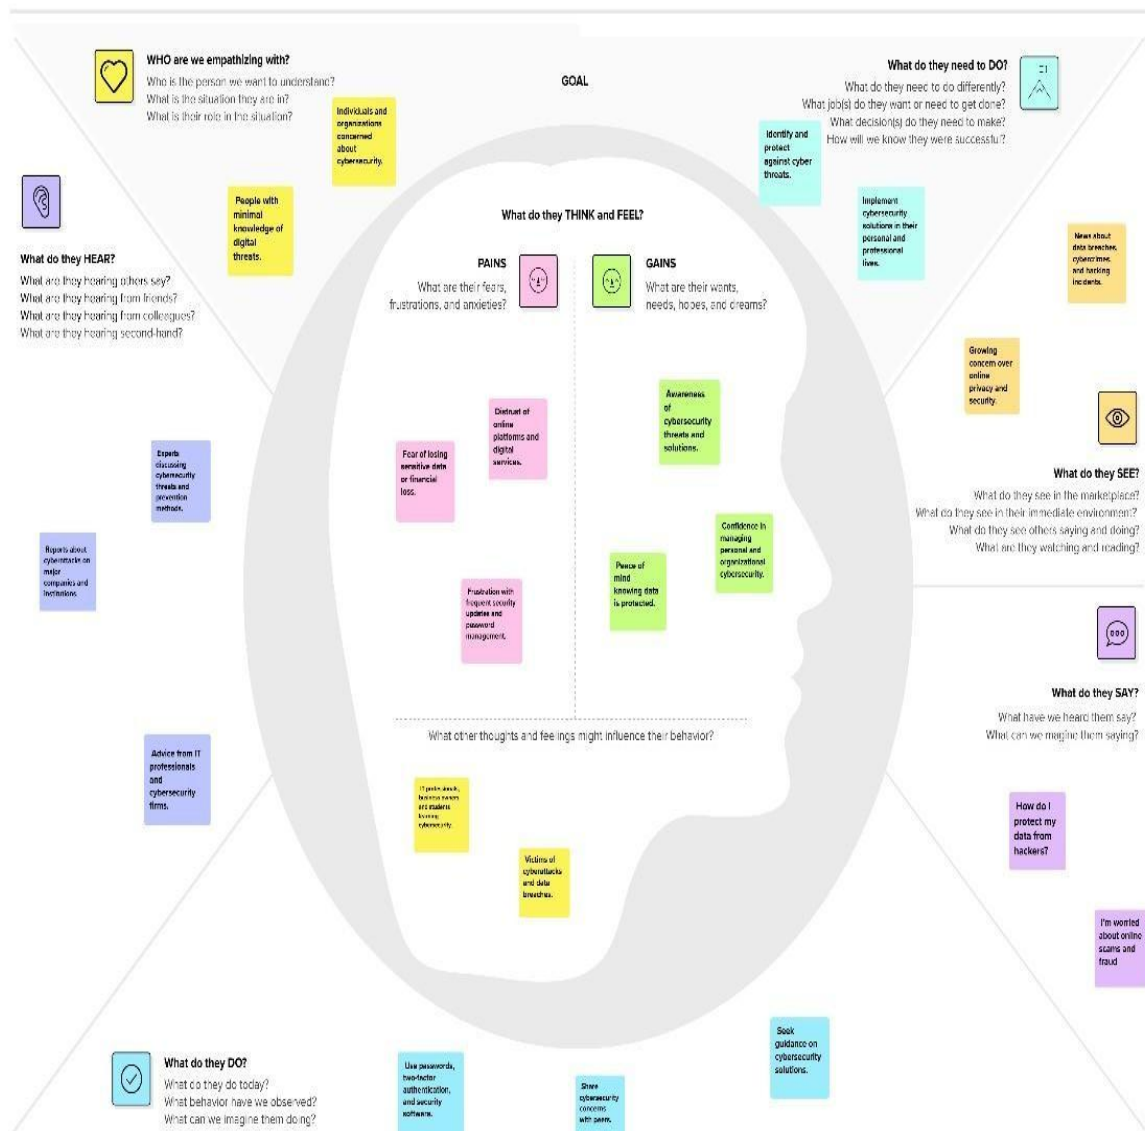 WHO are we empathizing with?
Who is the person we want to understand?
What is the situation they are in?
What is their role in the situation?
Individuals and
organizations
concerned
about
cybersecurity.
People with
minimal
knowledge of
digital
threats.
GOAL
What do they need to DO?
What do they need to do differently?
What job(s) do they want or need to get done?
What decision(s) do they need to make?
How will we know they were successful?
Identify and
protect
against cyber
threats.
Implement
cybersecurity
solutions in their
personal and
professional
lives.
What do they HEAR?
What are they hearing others say?
What are they hearing from friends?
What are they hearing from colleagues?
What are they hearing second-hand?
Experts
discussing
cybersecurity
threats and
prevention
methods.
Reports about
cyberattacks on
major
companies and
institutions
Advice from IT
professionals
and
cybersecurity
firms.
What do they THINK and FEEL?
PAINS
What are their fears,
frustrations, and anxieties?
Distrust of
online
platforms and
digital
services.
Fear of losing
sensitive data
or financial
loss.
Frustration with
frequent security
updates and
password
management.
GAINS
What are their wants,
needs, hopes, and dreams?
Awareness
of
cybersecurity
threats and
solutions.
Confidence in
managing
personal and
organizational
cybersecurity.
Peace of
mind
knowing data
is protected.
What other thoughts and feelings might influence their behavior?
IT professionals,
business owners
and students
learning
cybersecurity.
Victims of
cyberattacks
and data
breaches.
News about
data breaches,
cybercrimes
and hacking
incidents.
Growing
concern over
online
privacy and
security.
What do they SEE?
What do they see in the marketplace?
What do they see in their immediate environment?
What do they see others saying and doing?
What are they watching and reading?
What do they SAY?
What have we heard them say?
What can we magine them saying?
How do I
protect my
data from
hackers?
I'm worried
about online
scams and
fraud
What do they DO?
What do they do today?
What behavior have we observed?
What can we imagine them doing?
Use passwords,
two-factor
authentication,
and security
software.
Share
cybersecurity
concerns
with peers.
Seek
guidance on
cybersecurity
solutions.